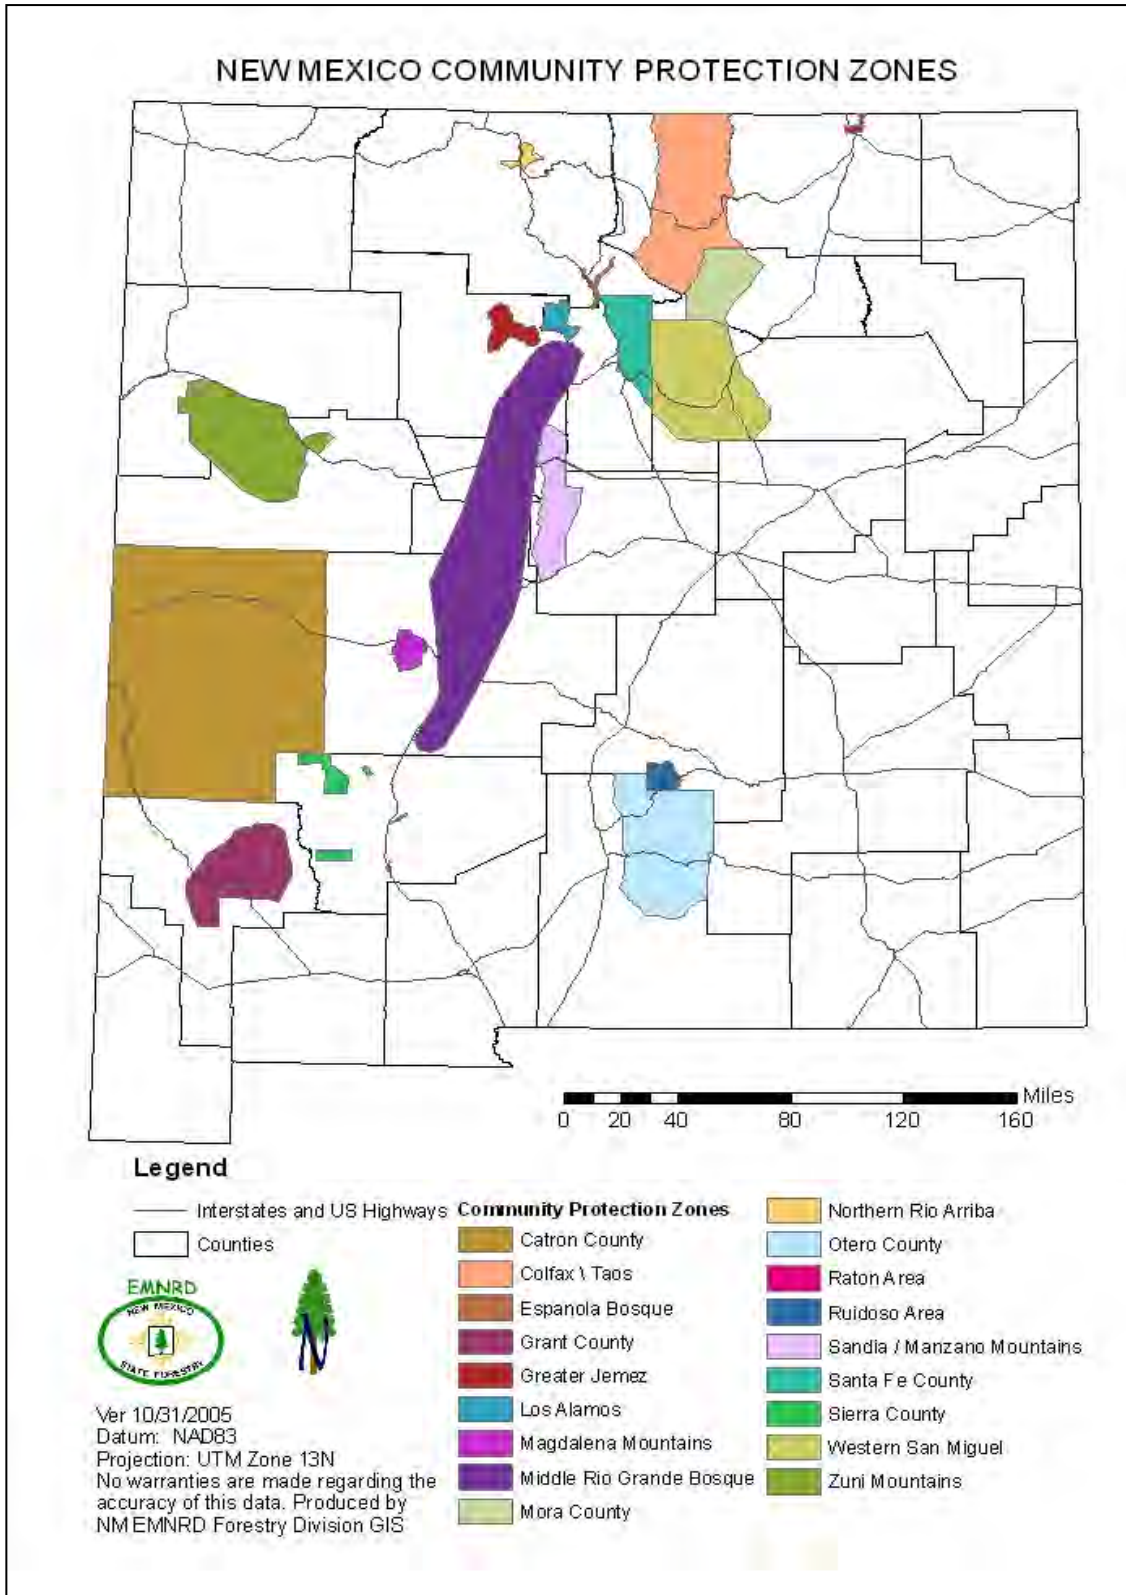 NEW MEXICO COMMUNITY PROTECTION ZONES
Miles
0 20 40 80 120 160
Legend
Interstates and US Highways
Counties
Community Protection Zones
Catron County
Colfax \ Taos
Espanola Bosque
Grant County
Greater Jemez
Los Alamos
Magdalena Mountains
Middle Rio Grande Bosque
Mora County
Northern Rio Arriba
Otero County
Raton Area
Ruidoso Area
Sandia / Manzano Mountains
Santa Fe County
Sierra County
Western San Miguel
Zuni Mountains
EMNRD
NEW MEXICO
STATE FORESTRY
N
Ver 10/31/2005
Datum: NAD83
Projection: UTM Zone 13N
No warranties are made regarding the
accuracy of this data. Produced by
NM EMNRD Forestry Division GIS